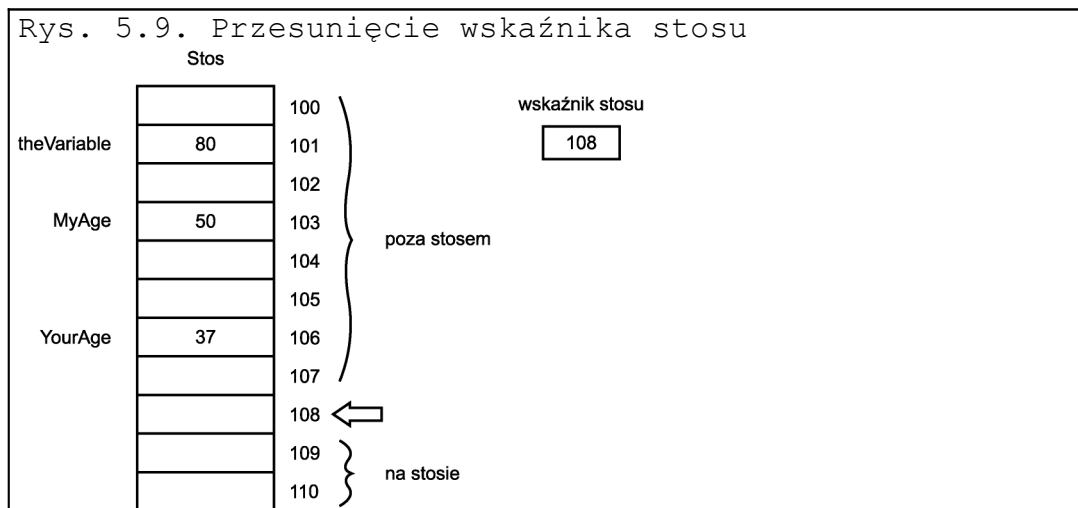 Rys. 5.9. Przesunięcie wskaźnika stosu
Stos
100
wskaźnik stosu
theVariable 80 101
108
102
MyAge 50 103
poza stosem
104
105
YourAge 37 106
107
108
109
na stosie
110